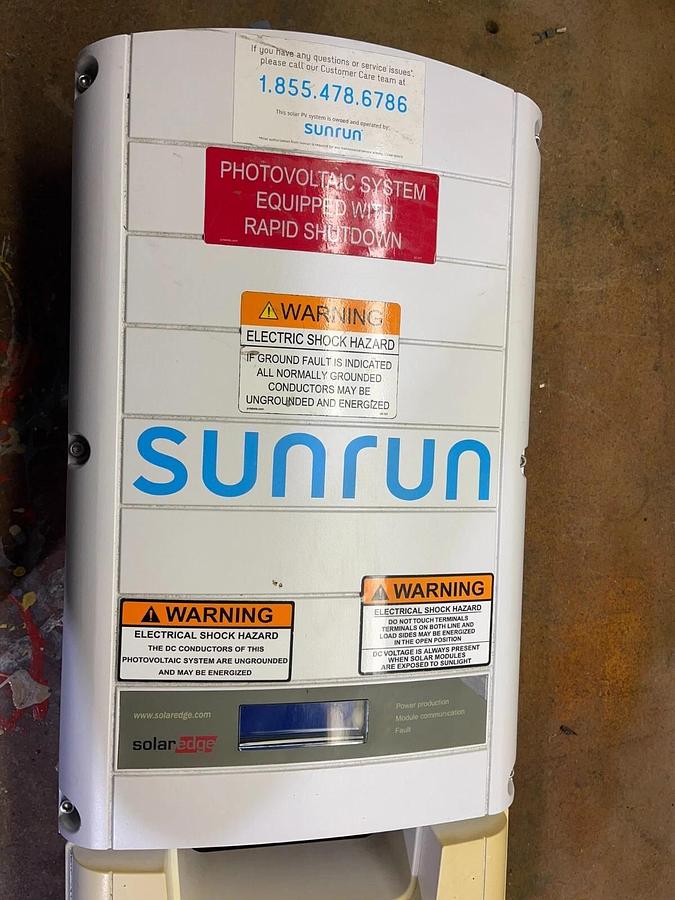 If you have any questions or service issues*,
please call our Customer Care team at
1.855.478.6786
This solar PV system is owned and operated by:
sunrun
PHOTOVOLTAIC SYSTEM
EQUIPPED WITH
RAPID SHUTDOWN
WARNING
ELECTRIC SHOCK HAZARD
IF GROUND FAULT IS INDICATED
ALL NORMALLY GROUNDED
CONDUCTORS MAY BE
UNGROUNDED AND ENERGIZED
sunrun
WARNING
ELECTRICAL SHOCK HAZARD
THE DC CONDUCTORS OF THIS
PHOTOVOLTAIC SYSTEM ARE UNGROUNDED
AND MAY BE ENERGIZED
WARNING
ELECTRICAL SHOCK HAZARD
DO NOT TOUCH TERMINALS
TERMINALS ON BOTH LINE AND
LOAD SIDES MAY BE ENERGIZED
IN THE OPEN POSITION
DC VOLTAGE IS ALWAYS PRESENT
WHEN SOLAR MODULES
ARE EXPOSED TO SUNLIGHT
www.solaredge.com
solaredge
Power production
Module communication
Fault